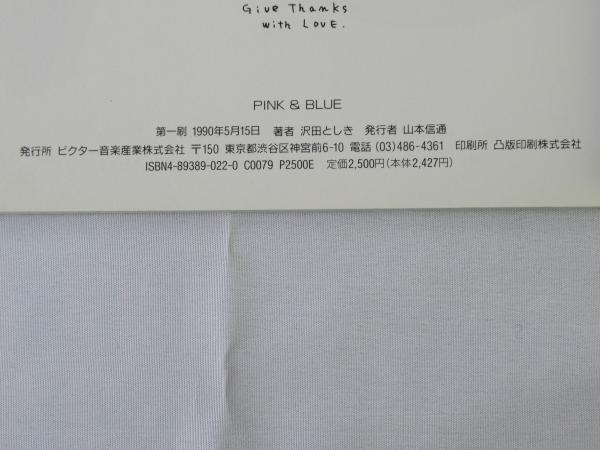 Give Thanks
with Love.
PINK & BLUE
第一刷 1990年5月15日 著者 沢田としき 発行者 山本信通
発行所 ビクター音楽産業株式会社 〒150 東京都渋谷区神宮前6-10 電話(03)486-4361 印刷所 凸版印刷株式会社
ISBN4-89389-022-0 C0079 P2500E 定価2,500円(本体2,427円)